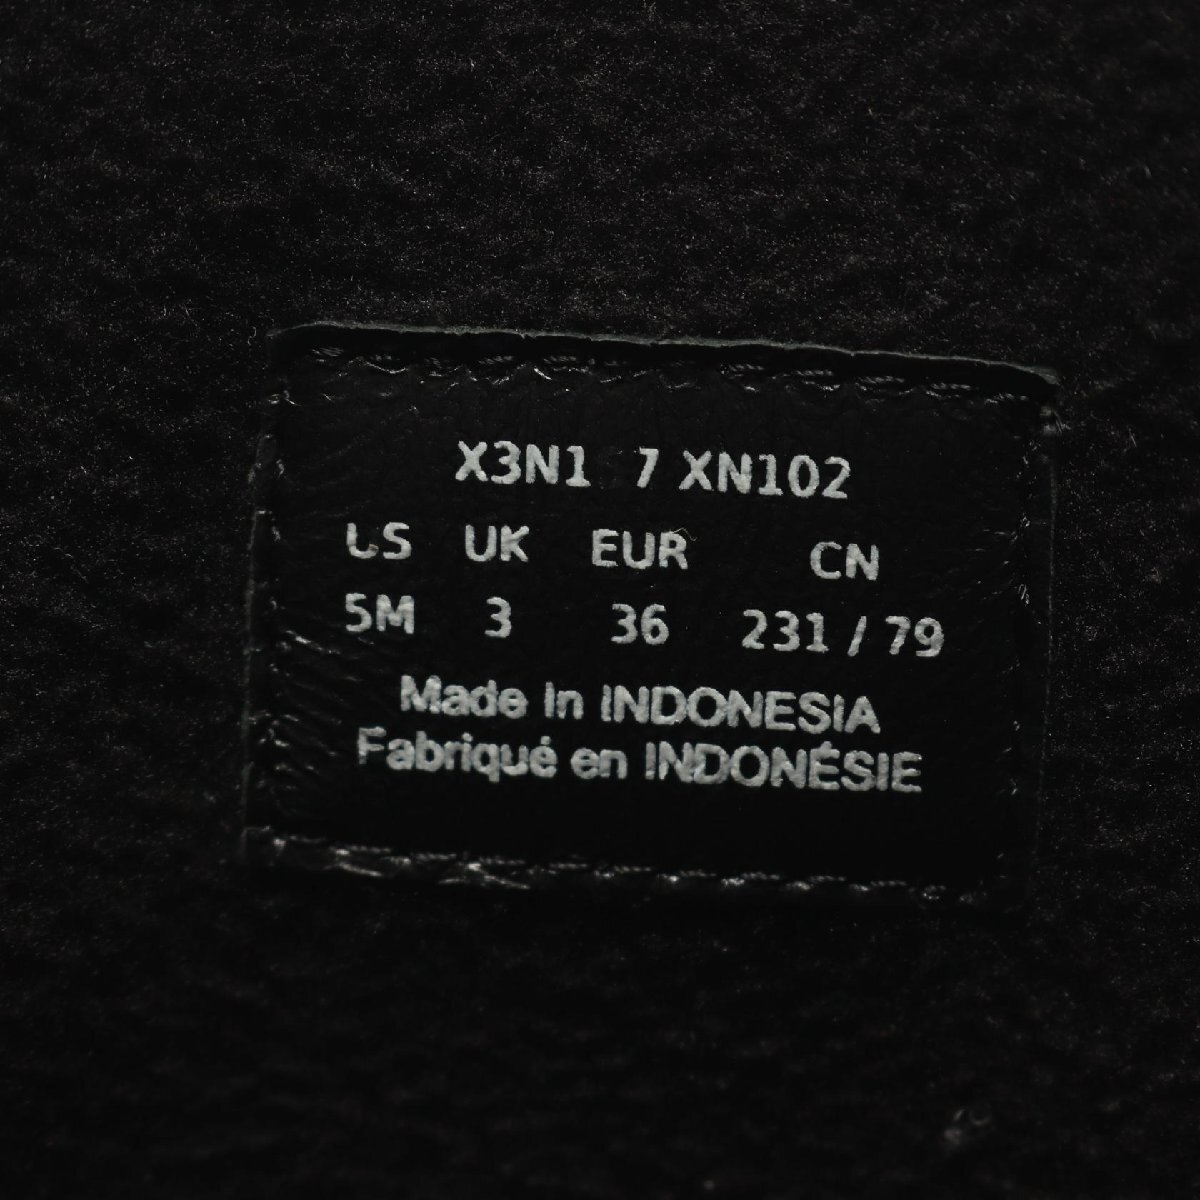 X3N1 7 XN102
US UK EUR CN
5M 3 36 231 / 79
Made in INDONESIA
Fabriqué en INDONÉSIE